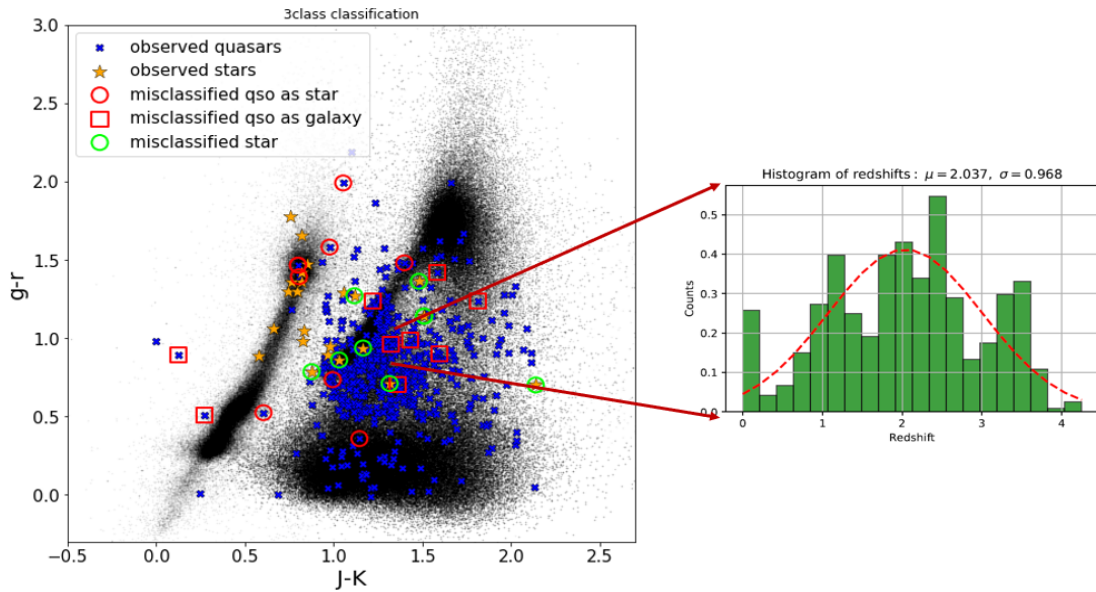 3class classification
observed quasars
observed stars
misclassified qso as star
misclassified qso as galaxy
misclassified star
3.0
2.5
2.0
1.5
1.0
0.5
0.0
g-r
−0.5 0.0 0.5 1.0 1.5 2.0 2.5
J-K
Histogram of redshifts : μ = 2.037, σ = 0.968
0.5
0.4
0.3
0.2
0.1
0.0
Counts
0 1 2 3 4
Redshift